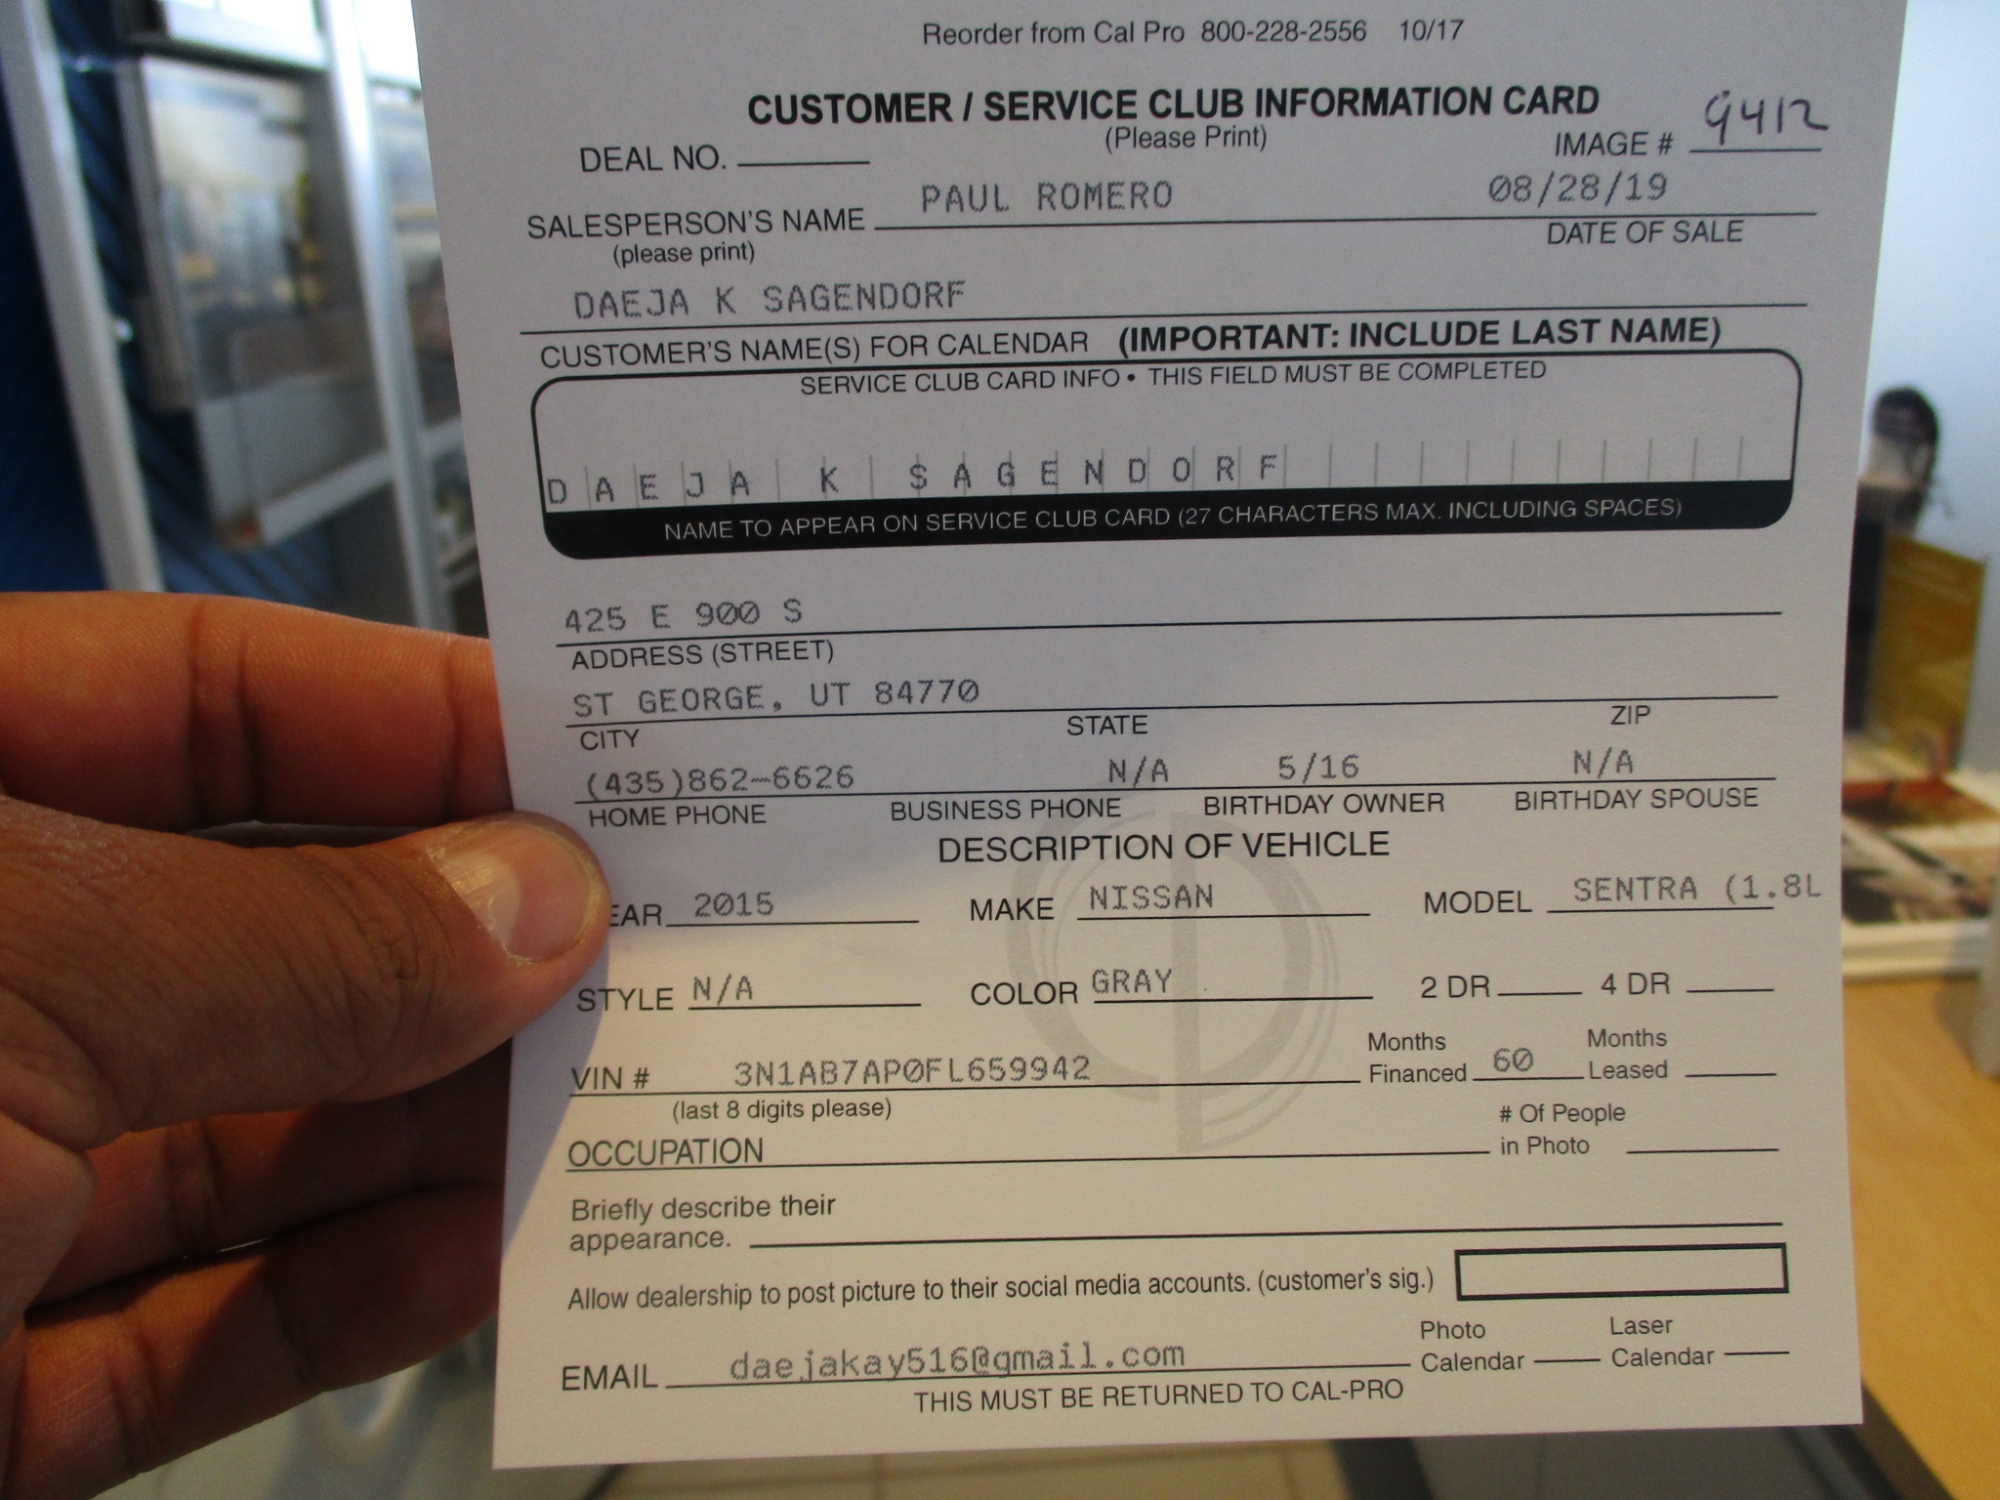 Reorder from Cal Pro 800-228-2556 10/17
CUSTOMER / SERVICE CLUB INFORMATION CARD
(Please Print)
DEAL NO.
IMAGE # 9412
SALESPERSON'S NAME PAUL ROMERO 08/28/19
(please print) DATE OF SALE
DAEJA K SAGENDORF
CUSTOMER'S NAME(S) FOR CALENDAR (IMPORTANT: INCLUDE LAST NAME)
SERVICE CLUB CARD INFO • THIS FIELD MUST BE COMPLETED
DAEJA K SAGENDORF
NAME TO APPEAR ON SERVICE CLUB CARD (27 CHARACTERS MAX. INCLUDING SPACES)
425 E 900 S
ADDRESS (STREET)
ST GEORGE, UT 84770
CITY STATE ZIP
(435)862-6626 N/A 5/16 N/A
HOME PHONE BUSINESS PHONE BIRTHDAY OWNER BIRTHDAY SPOUSE
DESCRIPTION OF VEHICLE
EAR 2015 MAKE NISSAN MODEL SENTRA (1.8L
STYLE N/A COLOR GRAY 2 DR 4 DR
VIN # 3N1AB7AP0FL659942 Months Financed 60 Months Leased
(last 8 digits please)
OCCUPATION # Of People in Photo
Briefly describe their
appearance.
Allow dealership to post picture to their social media accounts. (customer's sig.)
EMAIL daejakay516@gmail.com Photo Calendar Laser Calendar
THIS MUST BE RETURNED TO CAL-PRO